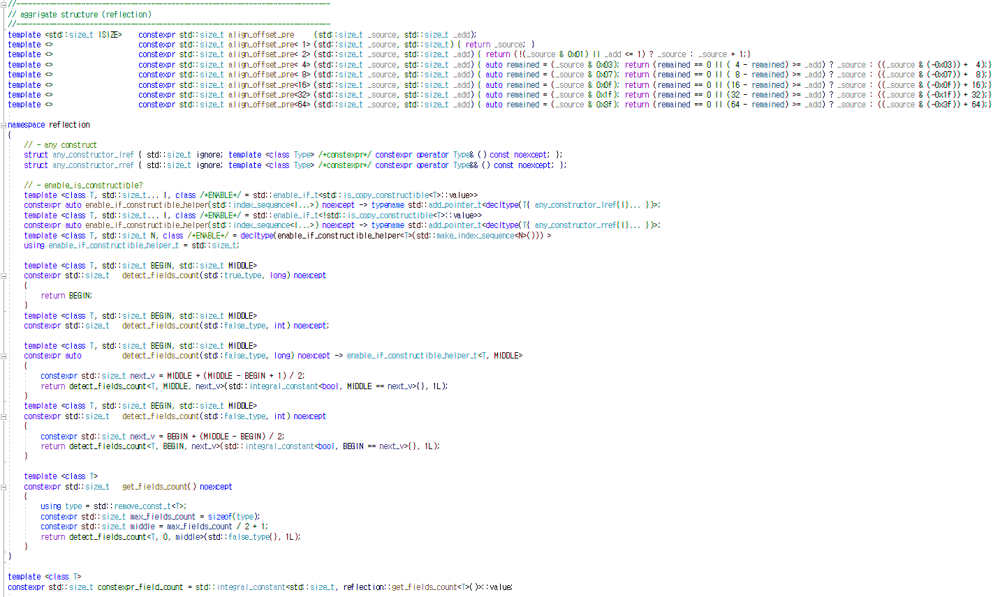 //------------------------------------------------------------------------------
// aggrigate structure (reflection)
//------------------------------------------------------------------------------
template <std::size_t ISIZE>    constexpr std::size_t align_offset_pre     (std::size_t _source, std::size_t _add);
template <>                     constexpr std::size_t align_offset_pre< 1> (std::size_t _source, std::size_t) { return _source; }
template <>                     constexpr std::size_t align_offset_pre< 2> (std::size_t _source, std::size_t _add) { return (!(_source & 0x01) || _add <= 1) ? _source : _source + 1;}
template <>                     constexpr std::size_t align_offset_pre< 4> (std::size_t _source, std::size_t _add) { auto remained = (_source & 0x03); return (remained == 0 || ( 4 - remained) >= _add) ? _source : ((_source & (~0x03)) +  4);}
template <>                     constexpr std::size_t align_offset_pre< 8> (std::size_t _source, std::size_t _add) { auto remained = (_source & 0x07); return (remained == 0 || ( 8 - remained) >= _add) ? _source : ((_source & (~0x07)) +  8);}
template <>                     constexpr std::size_t align_offset_pre<16> (std::size_t _source, std::size_t _add) { auto remained = (_source & 0x0f); return (remained == 0 || (16 - remained) >= _add) ? _source : ((_source & (~0x0f)) + 16);}
template <>                     constexpr std::size_t align_offset_pre<32> (std::size_t _source, std::size_t _add) { auto remained = (_source & 0x1f); return (remained == 0 || (32 - remained) >= _add) ? _source : ((_source & (~0x1f)) + 32);}
template <>                     constexpr std::size_t align_offset_pre<64> (std::size_t _source, std::size_t _add) { auto remained = (_source & 0x3f); return (remained == 0 || (64 - remained) >= _add) ? _source : ((_source & (~0x3f)) + 64);}
namespace reflection
{
    // - any construct
    struct any_constructor_lref { std::size_t ignore; template <class Type> /*constexpr*/ constexpr operator Type& () const noexcept; };
    struct any_constructor_rref { std::size_t ignore; template <class Type> /*constexpr*/ constexpr operator Type&& () const noexcept; };
    // - enable_is_constructible?
    template <class T, std::size_t... I, class /*ENABLE*/ = std::enable_if_t<std::is_copy_constructible<T>::value>>
    constexpr auto enable_if_constructible_helper(std::index_sequence<I...>) noexcept -> typename std::add_pointer_t<decltype(T{ any_constructor_lref{I}... })>;
    template <class T, std::size_t... I, class /*ENABLE*/ = std::enable_if_t<!std::is_copy_constructible<T>::value>>
    constexpr auto enable_if_constructible_helper(std::index_sequence<I...>) noexcept -> typename std::add_pointer_t<decltype(T{ any_constructor_rref{I}... })>;
    template <class T, std::size_t N, class /*ENABLE*/ = decltype(enable_if_constructible_helper<T>(std::make_index_sequence<N>())) >
    using enable_if_constructible_helper_t = std::size_t;
    template <class T, std::size_t BEGIN, std::size_t MIDDLE>
    constexpr std::size_t   detect_fields_count(std::true_type, long) noexcept
    {
        return BEGIN;
    }
    template <class T, std::size_t BEGIN, std::size_t MIDDLE>
    constexpr std::size_t   detect_fields_count(std::false_type, int) noexcept;
    template <class T, std::size_t BEGIN, std::size_t MIDDLE>
    constexpr auto          detect_fields_count(std::false_type, long) noexcept -> enable_if_constructible_helper_t<T, MIDDLE>
    {
        constexpr std::size_t next_v = MIDDLE + (MIDDLE - BEGIN + 1) / 2;
        return detect_fields_count<T, MIDDLE, next_v>(std::integral_constant<bool, MIDDLE == next_v>{}, 1L);
    }
    template <class T, std::size_t BEGIN, std::size_t MIDDLE>
    constexpr std::size_t   detect_fields_count(std::false_type, int) noexcept
    {
        constexpr std::size_t next_v = BEGIN + (MIDDLE - BEGIN) / 2;
        return detect_fields_count<T, BEGIN, next_v>(std::integral_constant<bool, BEGIN == next_v>{}, 1L);
    }
    template <class T>
    constexpr std::size_t   get_fields_count() noexcept
    {
        using type = std::remove_const_t<T>;
        constexpr std::size_t max_fields_count = sizeof(type);
        constexpr std::size_t middle = max_fields_count / 2 + 1;
        return detect_fields_count<T, 0, middle>(std::false_type{}, 1L);
    }
}
template <class T>
constexpr std::size_t constexpr_field_count = std::integral_constant<std::size_t, reflection::get_fields_count<T>()>::value;